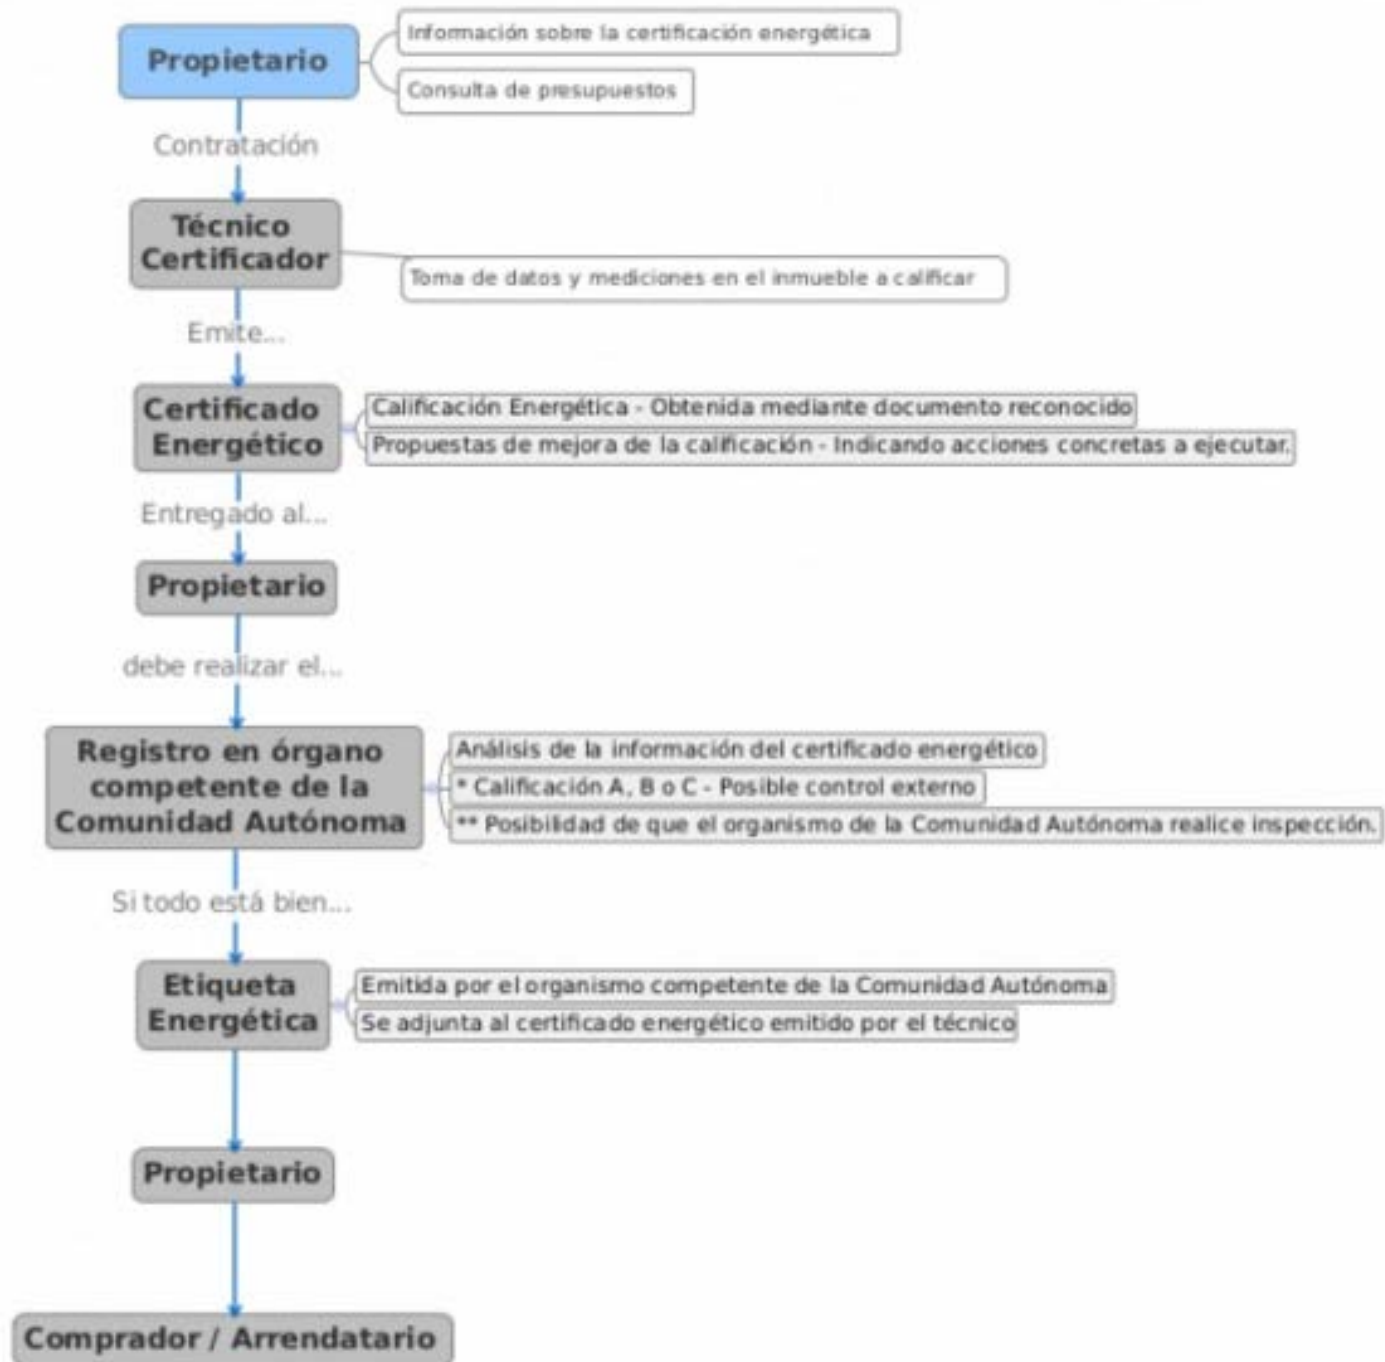 Propietario
Información sobre la certificación energética
Consulta de presupuestos
Contratación
Técnico
Certificador
Toma de datos y mediciones en el inmueble a calificar
Emite...
Certificado
Energético
Calificación Energética - Obtenida mediante documento reconocido
Propuestas de mejora de la calificación - Indicando acciones concretas a ejecutar.
Entregado al...
Propietario
debe realizar el...
Registro en órgano
competente de la
Comunidad Autónoma
Análisis de la información del certificado energético
* Calificación A, B o C - Posible control externo
** Posibilidad de que el organismo de la Comunidad Autónoma realice inspección.
Si todo está bien...
Etiqueta
Energética
Emitida por el organismo competente de la Comunidad Autónoma
Se adjunta al certificado energético emitido por el técnico
Propietario
Comprador / Arrendatario